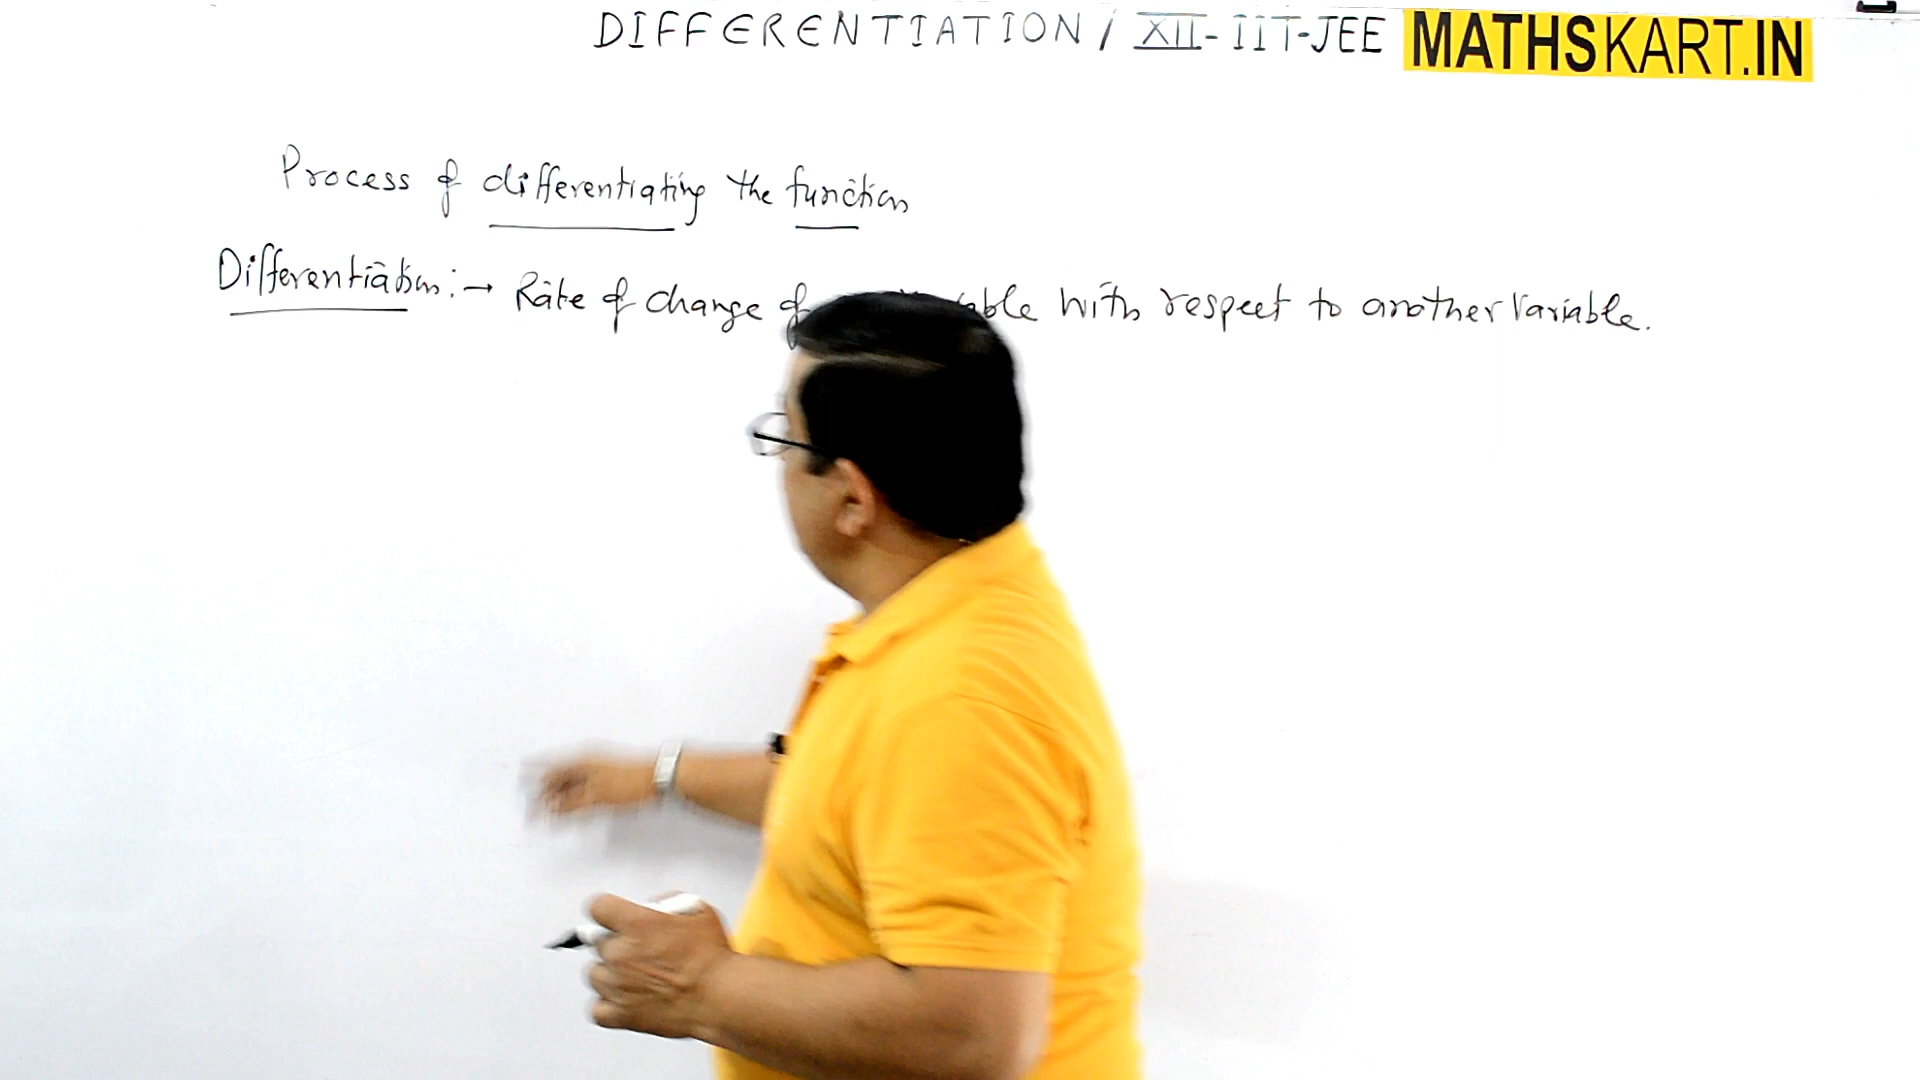 DIFFERENTIATION / XII - IIT-JEE MATHSKART.IN
Process of differentiating the function
Differentiation :→ Rate of change of with respect to another Variable.